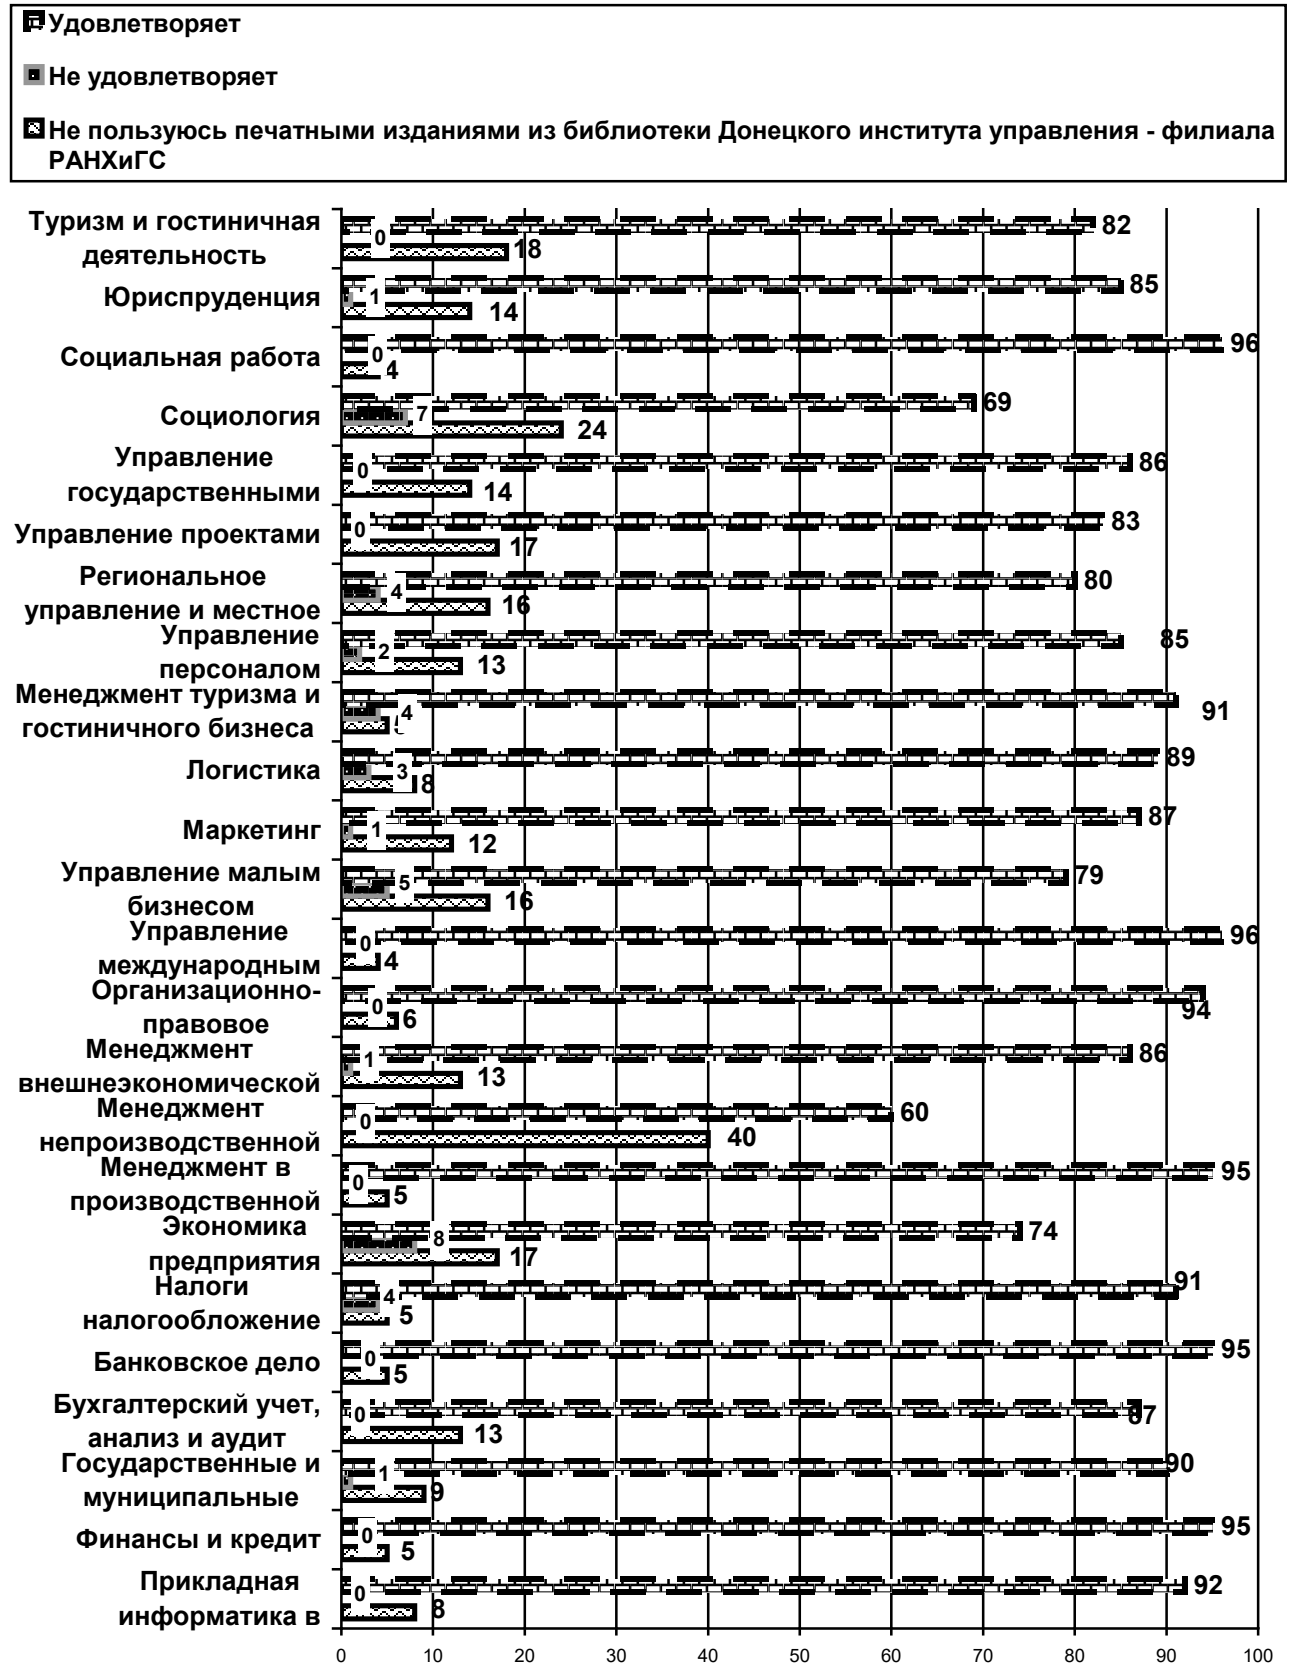 Удовлетворяет
Не удовлетворяет
Не пользуюсь печатными изданиями из библиотеки Донецкого института управления - филиала
РАНХиГС
Туризм и гостиничная
деятельность
82
0
18
Юриспруденция
85
1
14
Социальная работа
96
0
4
Социология
69
7
24
Управление
государственными
86
0
14
Управление проектами
83
0
17
Региональное
управление и местное
80
4
16
Управление
персоналом
85
2
13
Менеджмент туризма и
гостиничного бизнеса
91
4
Логистика
89
3
8
Маркетинг
87
1
12
Управление малым
бизнесом
79
5
16
Управление
международным
96
0
4
Организационно-
правовое
94
0
6
Менеджмент
внешнеэкономической
86
1
13
Менеджмент
непроизводственной
60
0
40
Менеджмент в
производственной
95
0
5
Экономика
предприятия
74
8
17
Налоги
налогообложение
91
4
5
Банковское дело
95
0
5
Бухгалтерский учет,
анализ и аудит
87
0
13
Государственные и
муниципальные
90
1
9
Финансы и кредит
95
0
5
Прикладная
информатика в
92
0
8
0 10 20 30 40 50 60 70 80 90 100